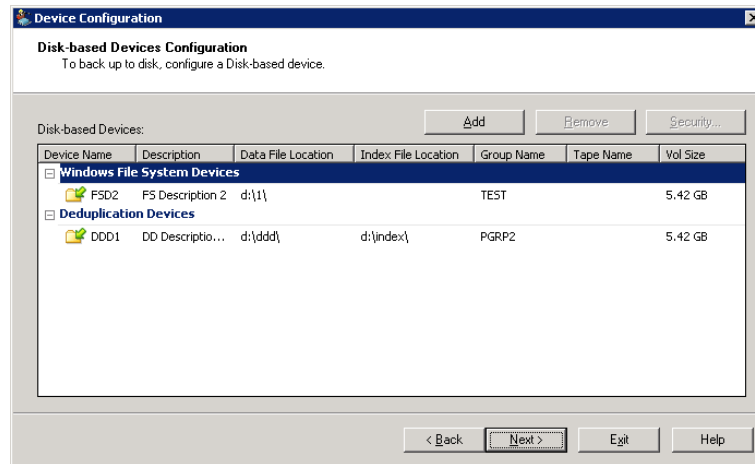 Device Configuration
Disk-based Devices Configuration
To back up to disk, configure a Disk-based device.
Disk-based Devices:
Add Remove Security...
Device Name Description Data File Location Index File Location Group Name Tape Name Vol Size
Windows File System Devices
FSD2 FS Description 2 d:\1\ TEST 5.42 GB
Deduplication Devices
DDD1 DD Descriptio... d:\ddd\ d:\index\ PGRP2 5.42 GB
< Back Next > Exit Help